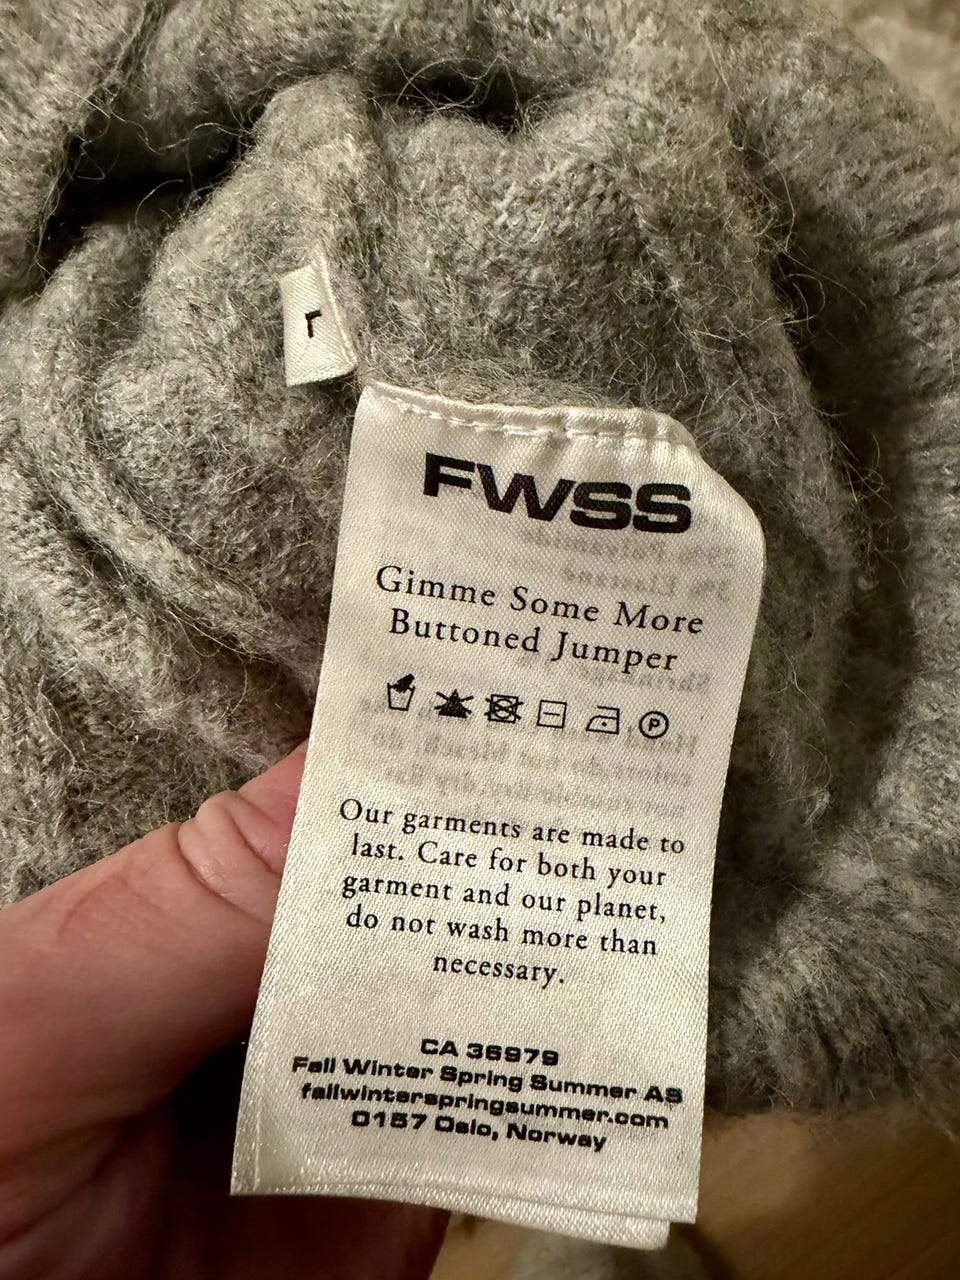 L
FWSS
Gimme Some More
Buttoned Jumper
P
Our garments are made to
last. Care for both your
garment and our planet,
do not wash more than
necessary.
CA 36979
Fall Winter Spring Summer AS
fallwinterspringsummer.com
0157 Oslo, Norway